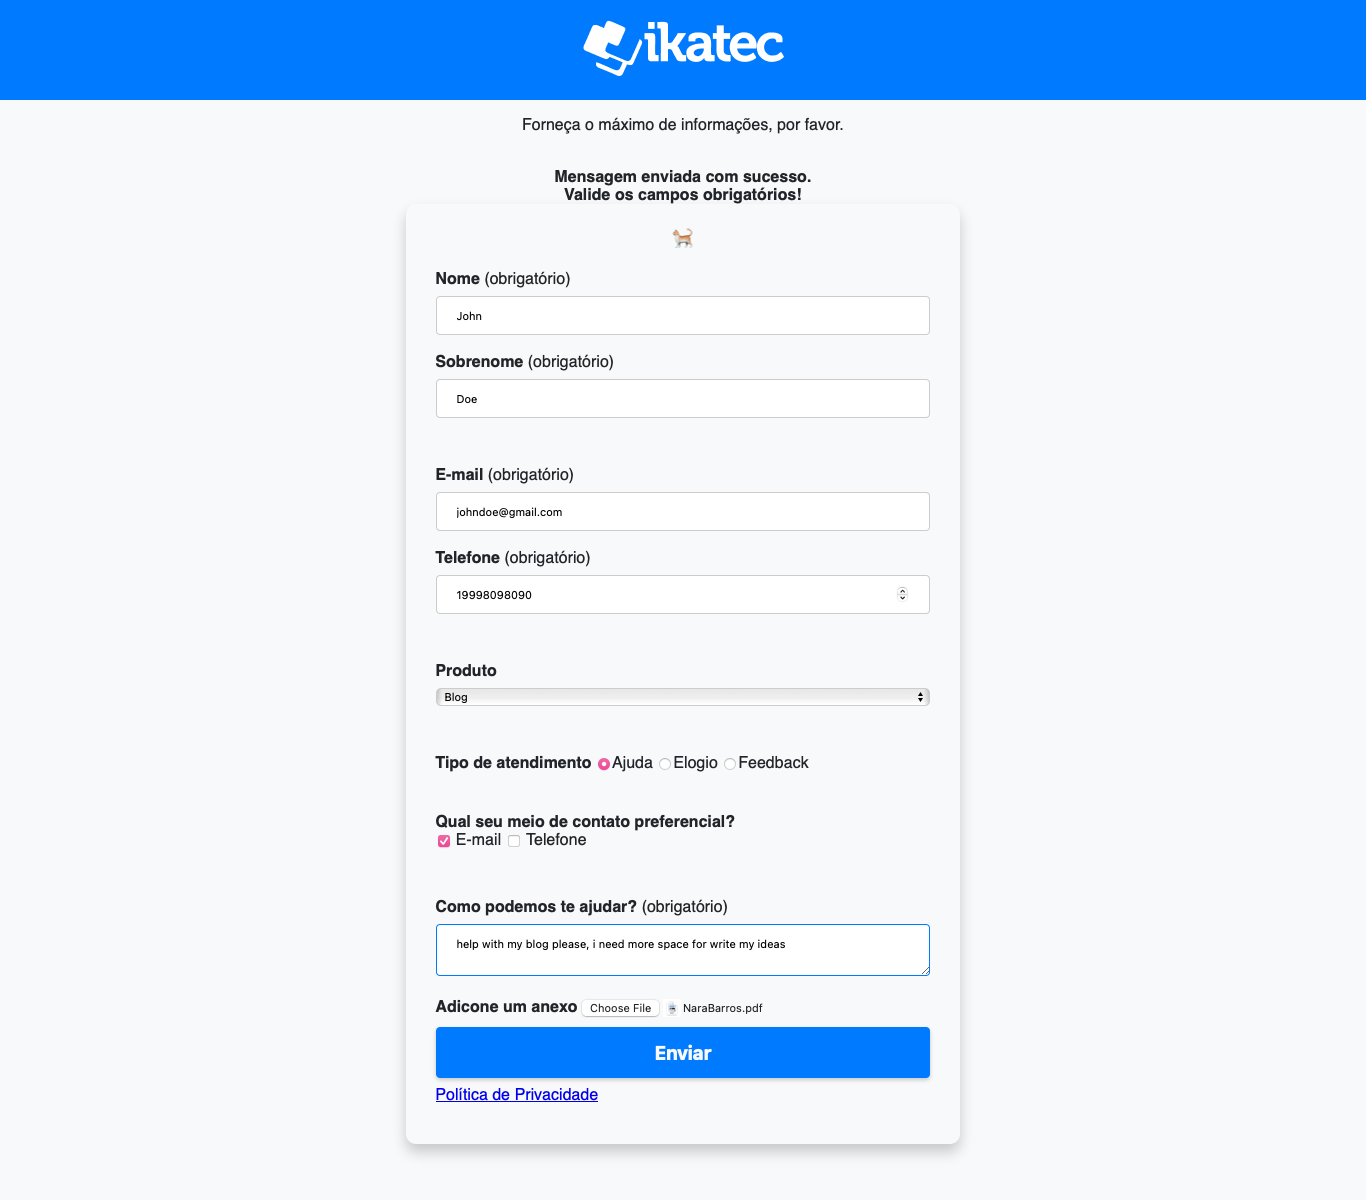 ikatec
Forneça o máximo de informações, por favor.
Mensagem enviada com sucesso.
Valide os campos obrigatórios!
Nome (obrigatório)
John
Sobrenome (obrigatório)
Doe
E-mail (obrigatório)
johndoe@gmail.com
Telefone (obrigatório)
19998098090
Produto
Blog
Tipo de atendimento Ajuda Elogio Feedback
Qual seu meio de contato preferencial?
E-mail Telefone
Como podemos te ajudar? (obrigatório)
help with my blog please, i need more space for write my ideas
Adicone um anexo Choose File NaraBarros.pdf
Enviar
Política de Privacidade